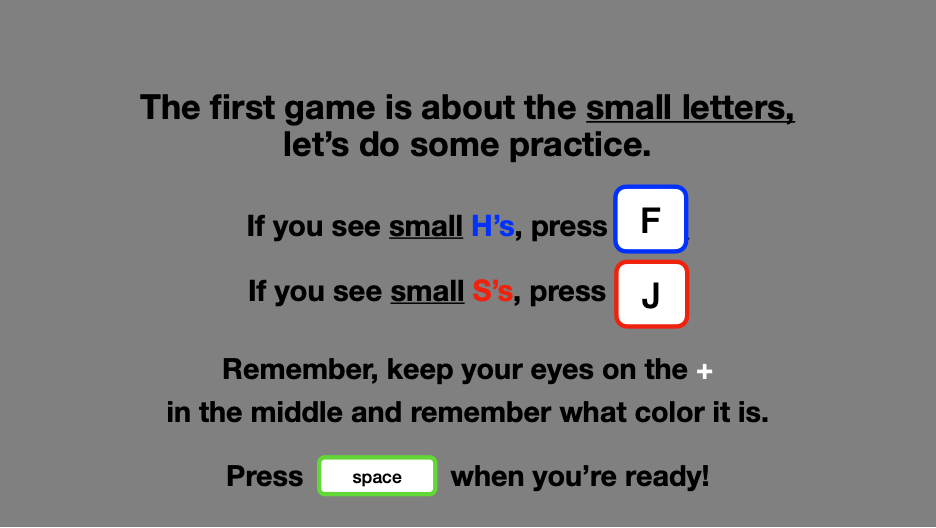 The first game is about the small letters,
let’s do some practice.
If you see small H’s, press F.
If you see small S’s, press J
Remember, keep your eyes on the +
in the middle and remember what color it is.
Press space when you’re ready!